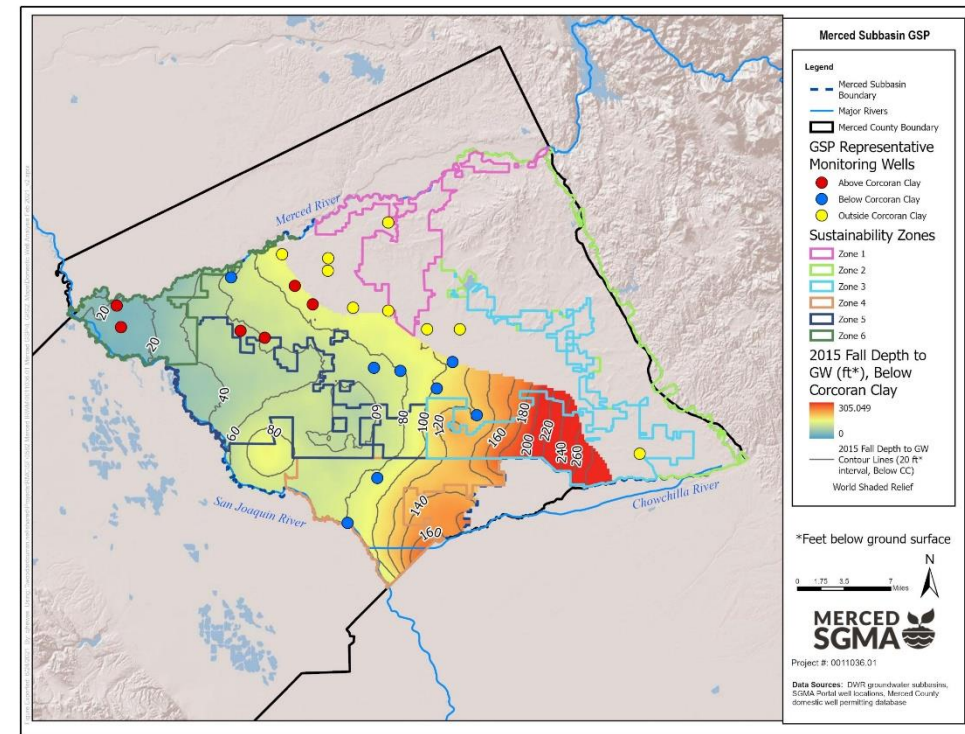 Merced Subbasin GSP
Legend
Merced Subbasin
Boundary
Major Rivers
Merced County Boundary
GSP Representative
Monitoring Wells
Above Corcoran Clay
Below Corcoran Clay
Outside Corcoran Clay
Sustainability Zones
Zone 1
Zone 2
Zone 3
Zone 4
Zone 5
Zone 6
2015 Fall Depth to
GW (ft*), Below
Corcoran Clay
305.049
0
2015 Fall Depth to GW
Contour Lines (20 ft*
interval, Below CC)
World Shaded Relief
*Feet below ground surface
N
0 1.75 3.5 7
Miles
MERCED
SGMA
Project #: 0011036.01
Data Sources: DWR groundwater subbasins,
SGMA Portal well locations, Merced County
domestic well permitting database
Merced River
San Joaquin River
Chowchilla River
20
20
40
60
80
60
80
100
120
160
180
200
220
240
260
140
160